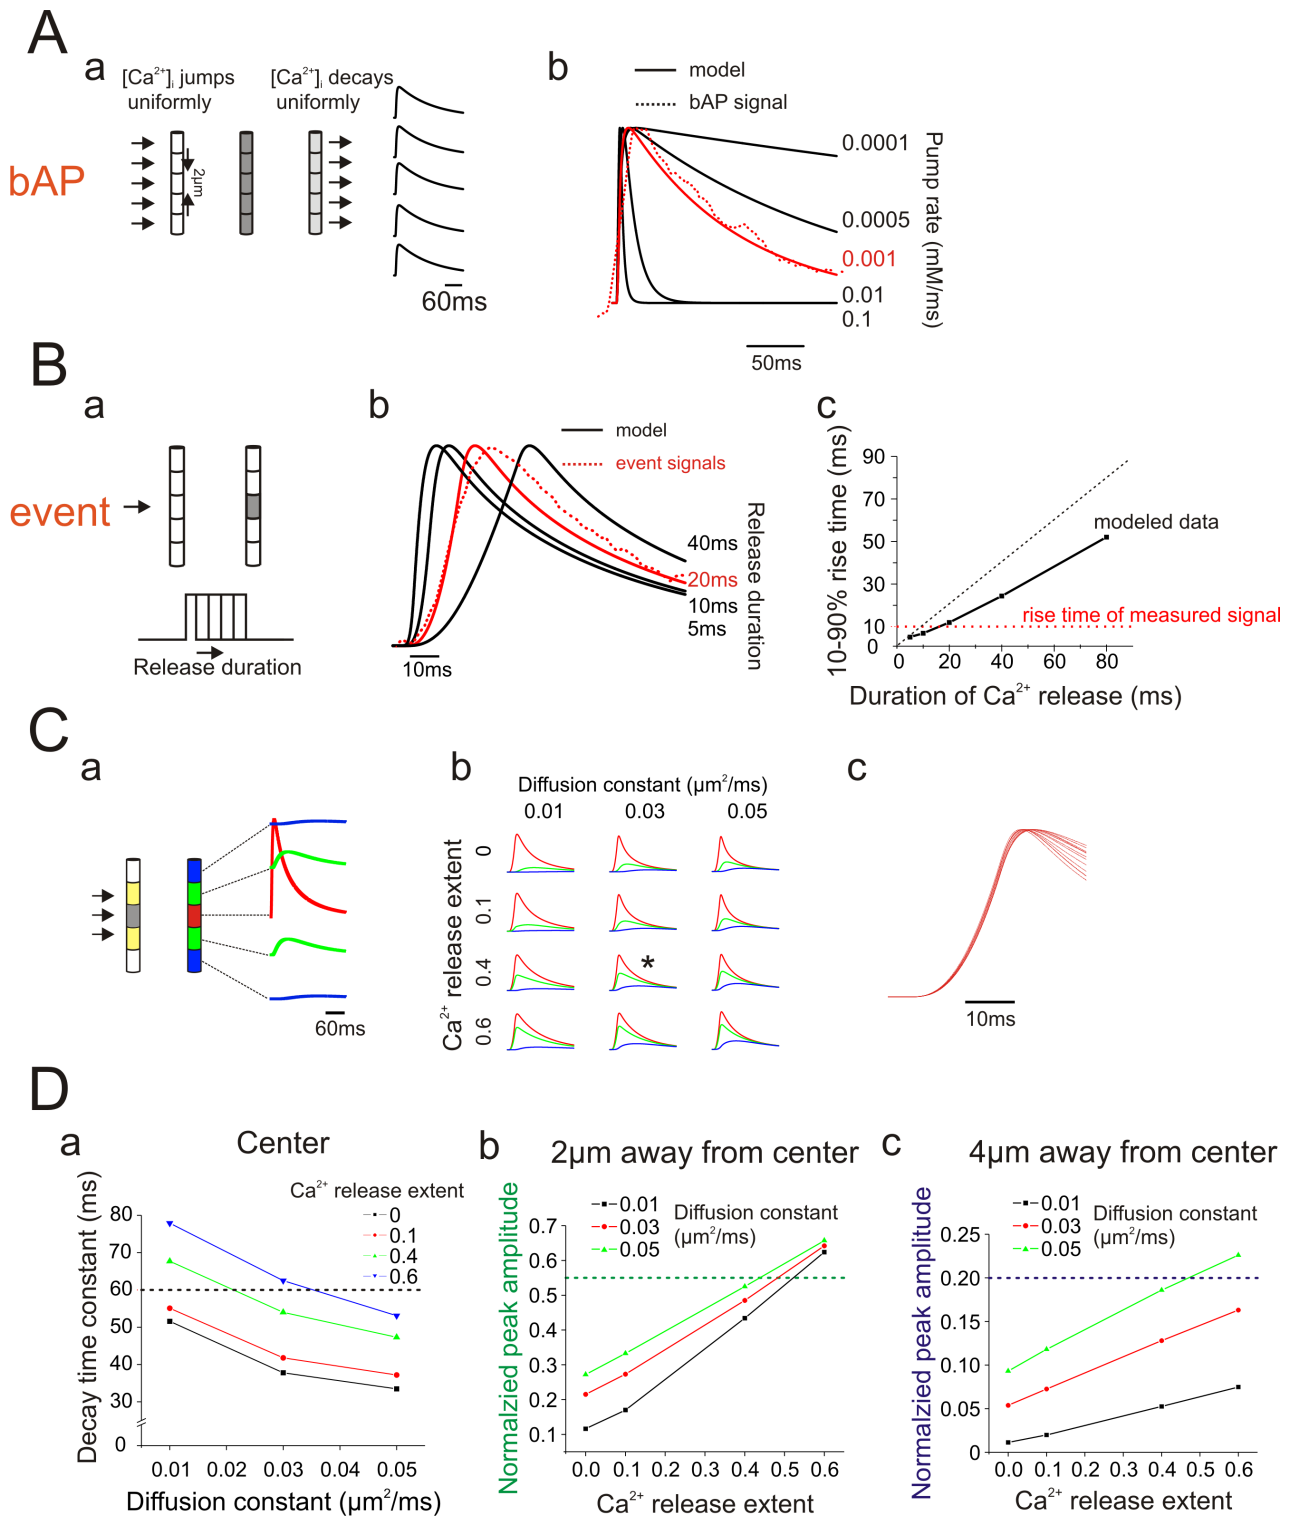 A
a
[Ca²⁺]ᵢ jumps
uniformly
[Ca²⁺]ᵢ decays
uniformly
bAP
2µm
60ms
b
model
bAP signal
0.0001
0.0005
0.001
0.01
0.1
Pump rate (mM/ms)
50ms
B
a
event
Release duration
b
model
event signals
40ms
20ms
10ms
5ms
Release duration
10ms
c
10-90% rise time (ms)
90
70
50
30
10
0
modeled data
rise time of measured signal
0 20 40 60 80
Duration of Ca²⁺ release (ms)
C
a
60ms
b
Diffusion constant (µm²/ms)
0.01 0.03 0.05
Ca²⁺ release extent
0
0.1
0.4
*
0.6
c
10ms
D
a
Center
Ca²⁺ release extent
0
0.1
0.4
0.6
Decay time constant (ms)
80
70
60
50
40
30
0
0.01 0.02 0.03 0.04 0.05
Diffusion constant (µm²/ms)
b
2µm away from center
0.01
0.03
0.05
Diffusion constant
(µm²/ms)
Normalzied peak amplitude
0.7
0.6
0.5
0.4
0.3
0.2
0.1
0.0 0.1 0.2 0.3 0.4 0.5 0.6
Ca²⁺ release extent
c
4µm away from center
0.01
0.03
0.05
Diffusion constant
(µm²/ms)
Normalzied peak amplitude
0.25
0.20
0.15
0.10
0.05
0
0.0 0.1 0.2 0.3 0.4 0.5 0.6
Ca²⁺ release extent